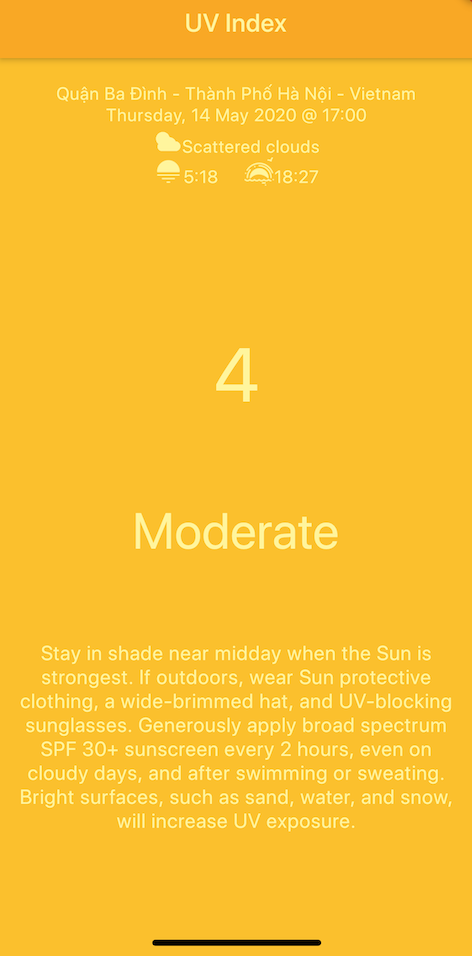 UV Index
Quận Ba Đình - Thành Phố Hà Nội - Vietnam
Thursday, 14 May 2020 @ 17:00
Scattered clouds
5:18 18:27
4
Moderate
Stay in shade near midday when the Sun is
strongest. If outdoors, wear Sun protective
clothing, a wide-brimmed hat, and UV-blocking
sunglasses. Generously apply broad spectrum
SPF 30+ sunscreen every 2 hours, even on
cloudy days, and after swimming or sweating.
Bright surfaces, such as sand, water, and snow,
will increase UV exposure.